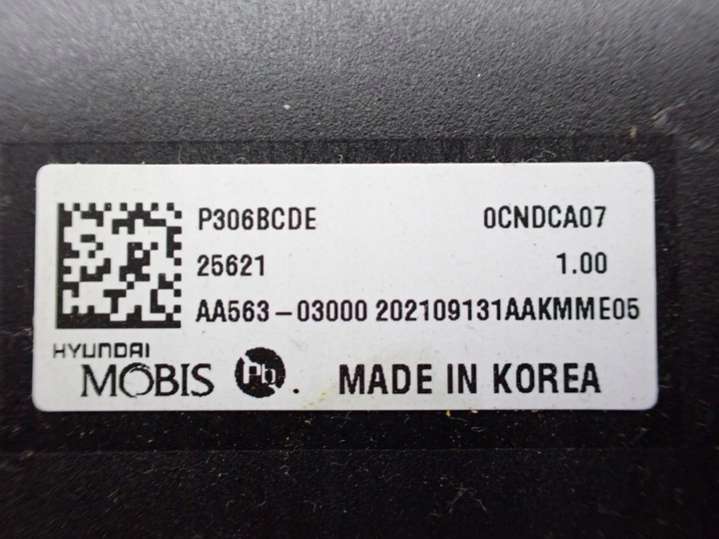 P306BCDE 0CNDCA07
25621 1.00
AA563-03000 202109131AAKMME05
HYUNDAI
MOBIS Pb . MADE IN KOREA